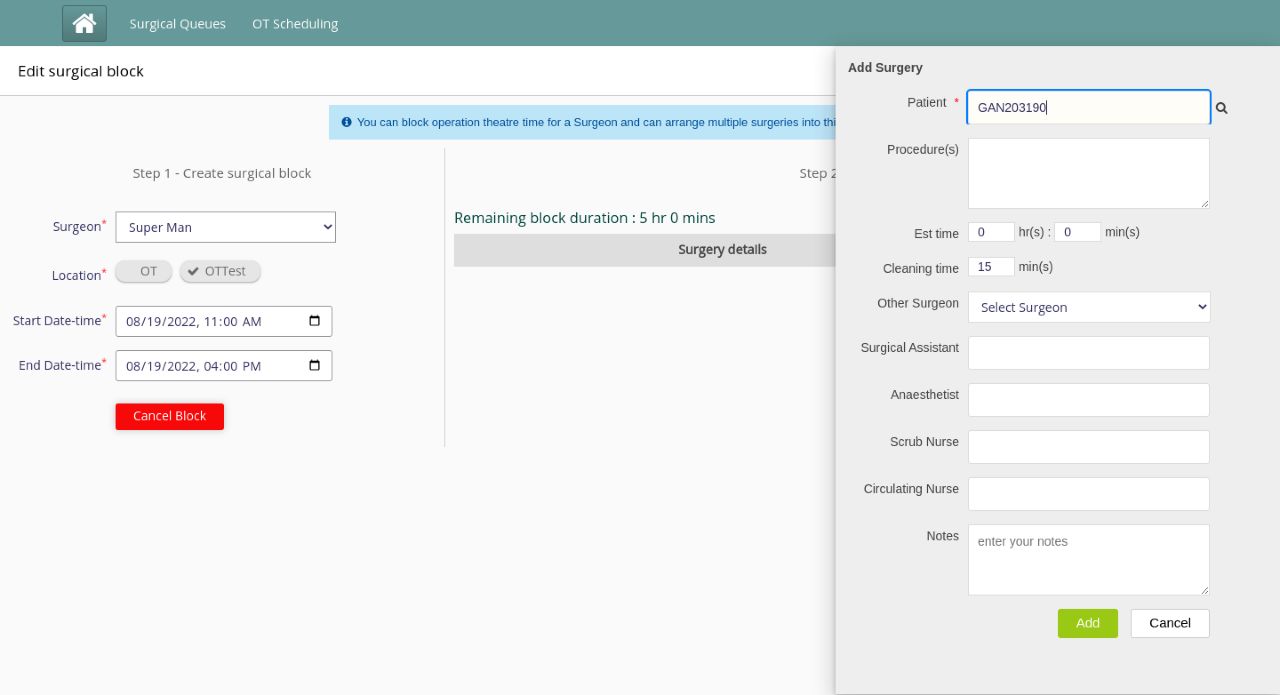 Surgical Queues OT Scheduling
Edit surgical block
You can block operation theatre time for a Surgeon and can arrange multiple surgeries into thi
Step 1 - Create surgical block
Surgeon*
Super Man
Location*
OT
OTTest
Start Date-time*
08/19/2022, 11:00 AM
End Date-time*
08/19/2022, 04:00 PM
Cancel Block
Step 2
Remaining block duration : 5 hr 0 mins
Surgery details
Add Surgery
Patient *
GAN203190
Procedure(s)
Est time
0 hr(s) : 0 min(s)
Cleaning time
15 min(s)
Other Surgeon
Select Surgeon
Surgical Assistant
Anaesthetist
Scrub Nurse
Circulating Nurse
Notes
enter your notes
Add
Cancel